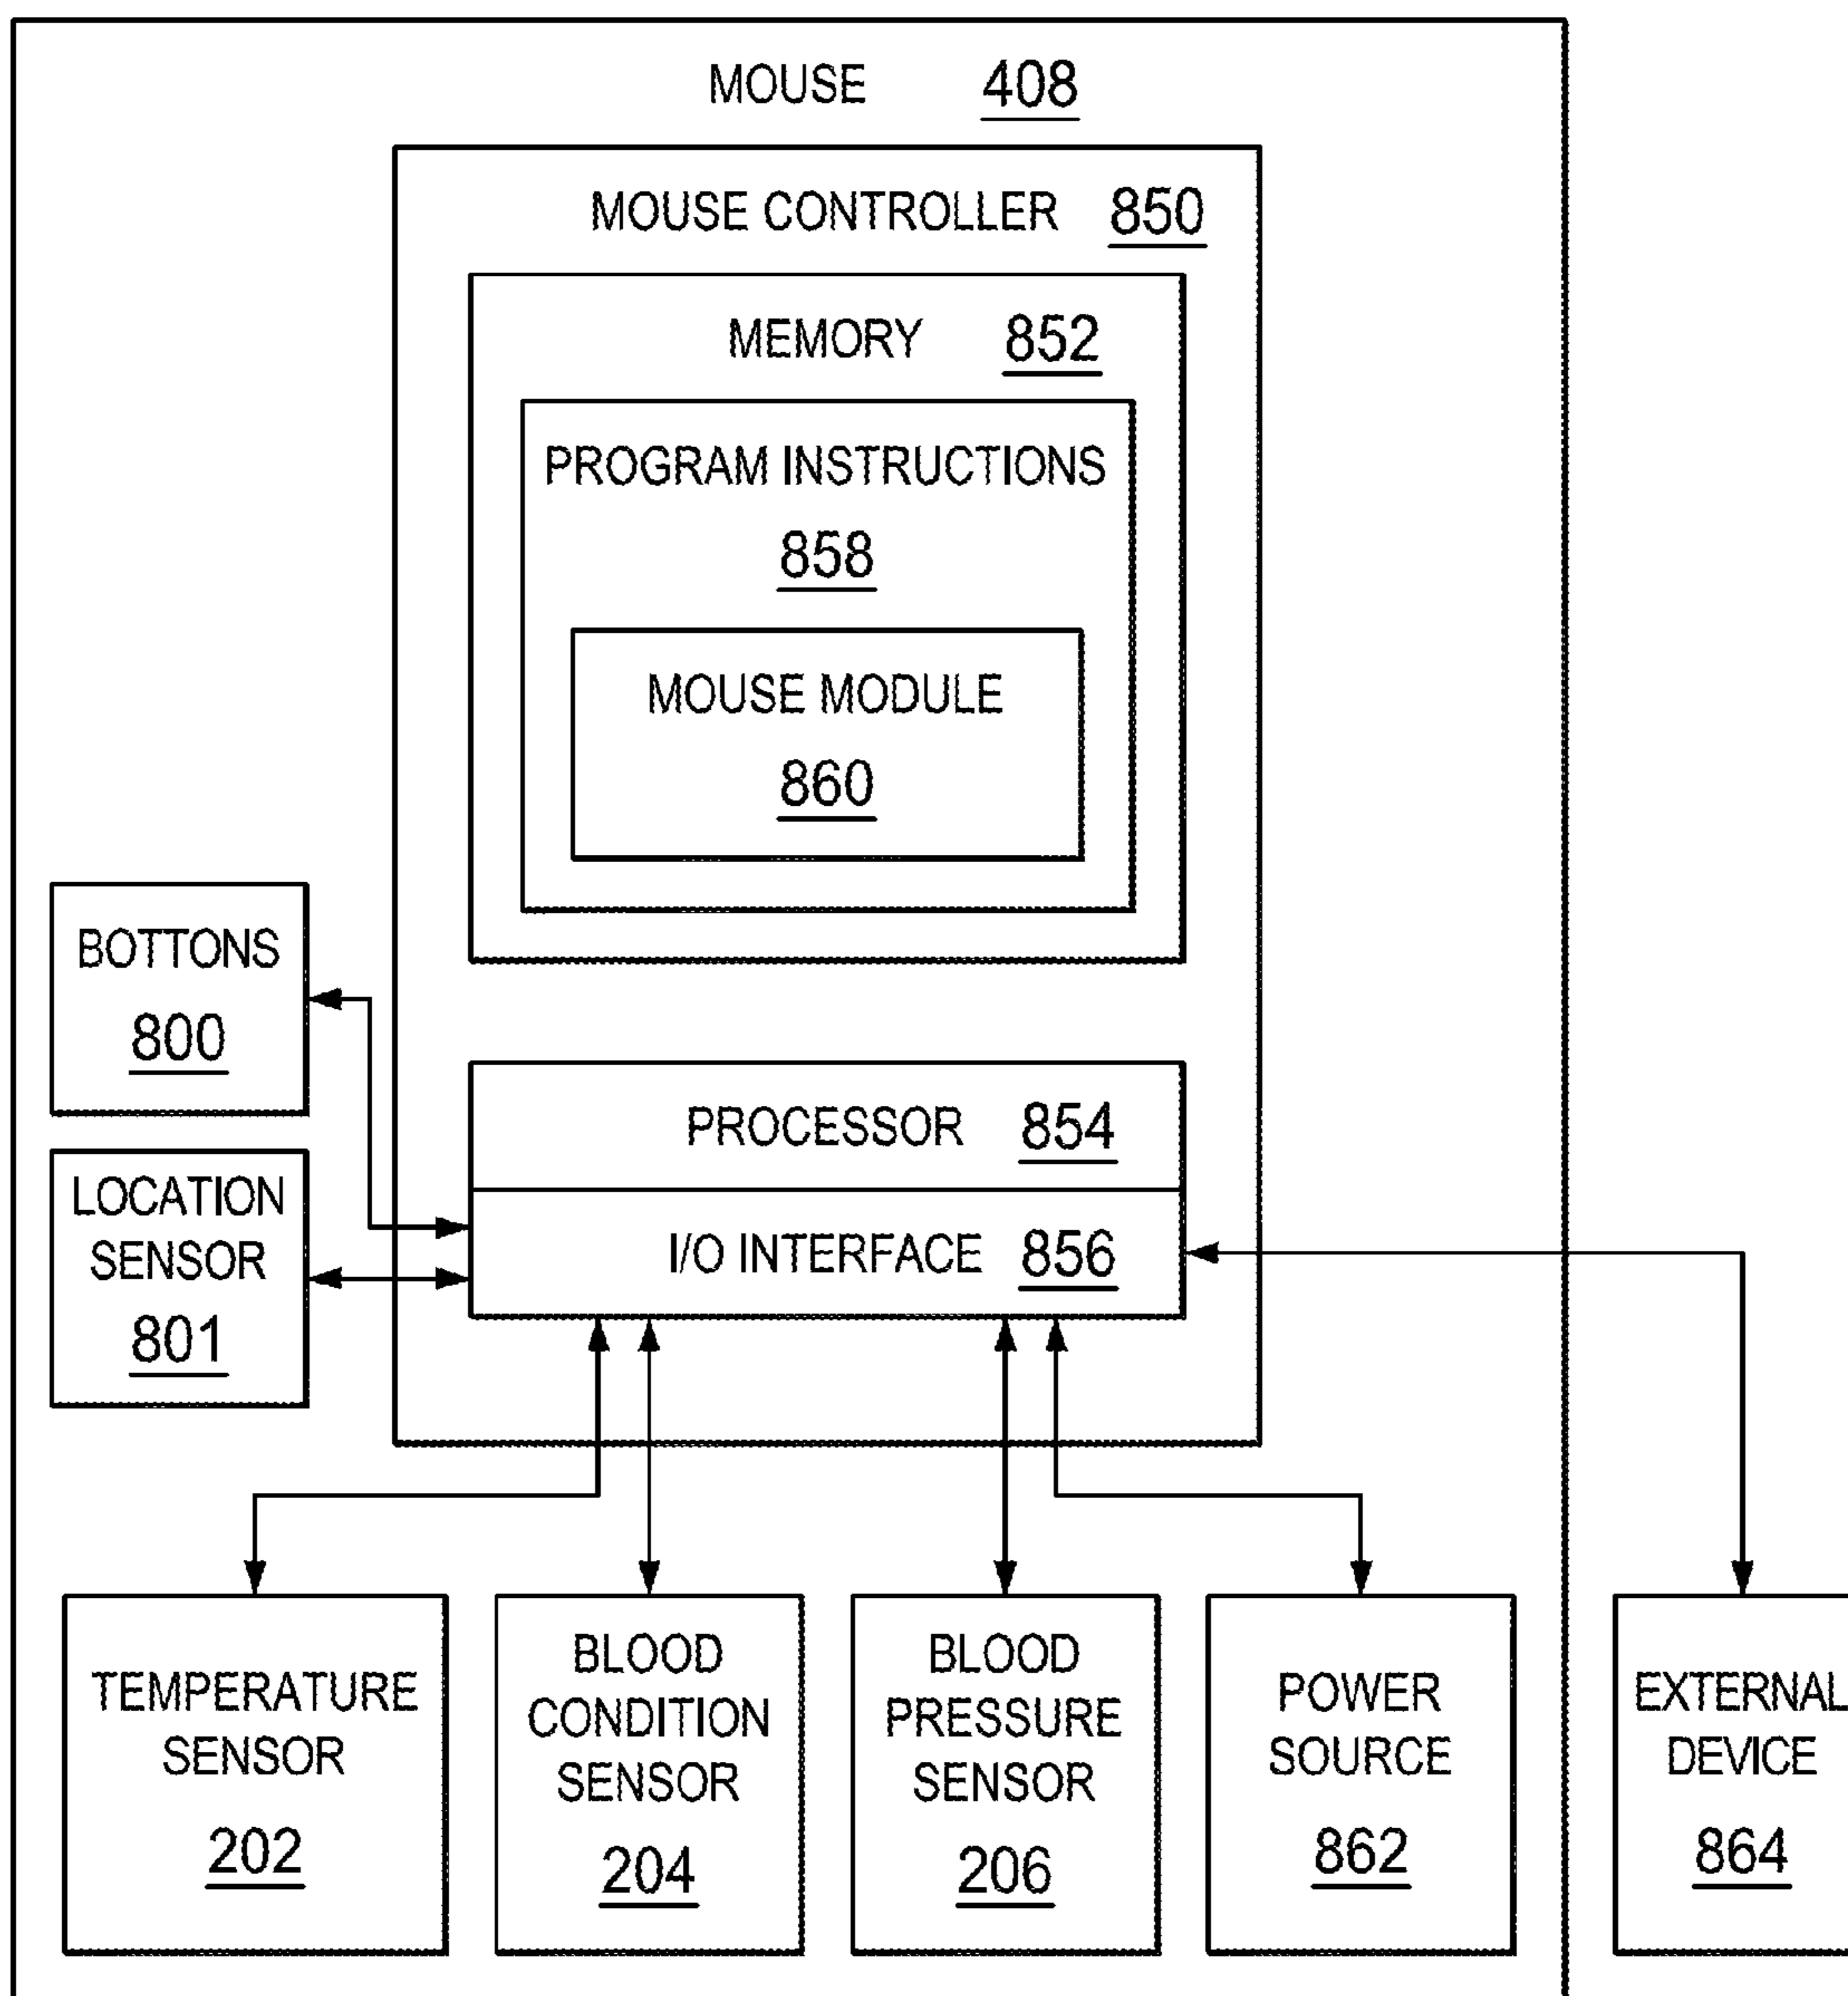 MOUSE 408
MOUSE CONTROLLER 850
MEMORY 852
PROGRAM INSTRUCTIONS
858
MOUSE MODULE
860
BOTTONS
800
PROCESSOR 854
LOCATION
SENSOR
801
I/O INTERFACE 856
TEMPERATURE
SENSOR
202
BLOOD
CONDITION
SENSOR
204
BLOOD
PRESSURE
SENSOR
206
POWER
SOURCE
862
EXTERNAL
DEVICE
864